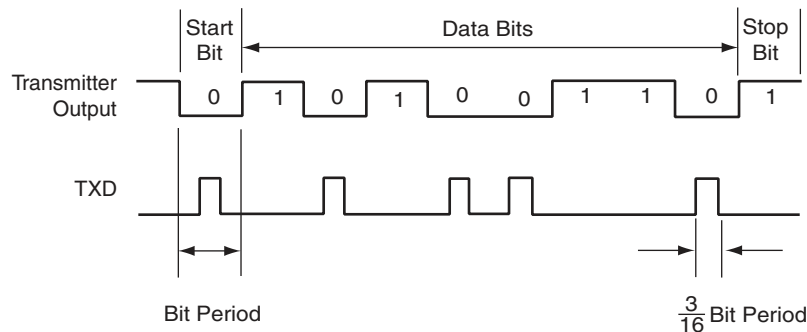 Start
Bit
Data Bits
Stop
Bit
Transmitter
Output
0 1 0 1 0 0 1 1 0 1
TXD
Bit Period
3
16 Bit Period